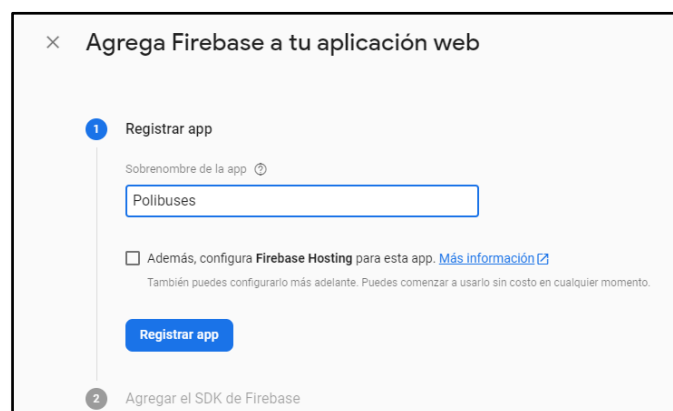 Agrega Firebase a tu aplicación web
1 Registrar app
Sobrenombre de la app
Polibuses
Además, configura Firebase Hosting para esta app. Más información
También puedes configurarlo más adelante. Puedes comenzar a usarlo sin costo en cualquier momento.
Registrar app
2 Agregar el SDK de Firebase